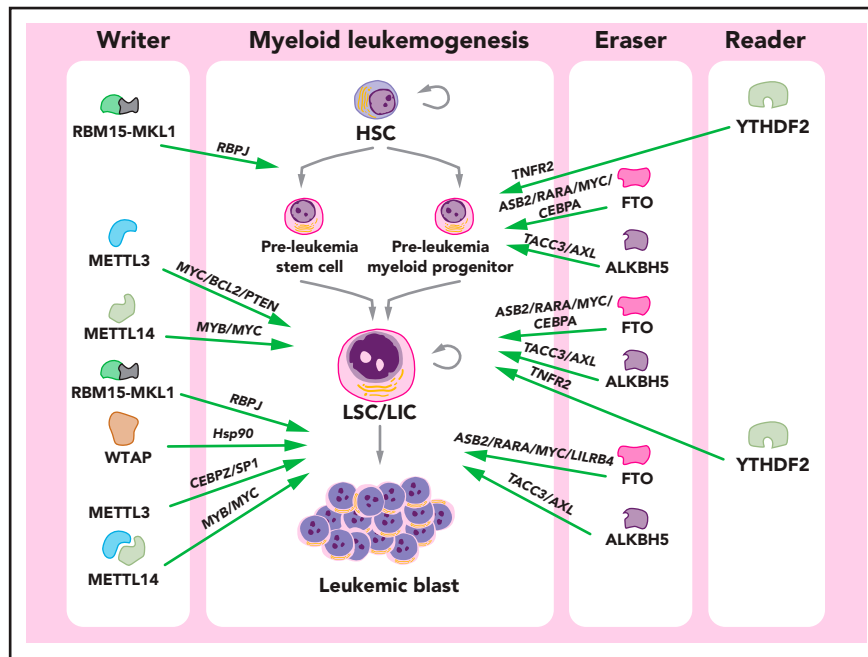 Writer
Myeloid leukemogenesis
Eraser
Reader
RBM15-MKL1
RBPJ
METTL3
MYC/BCL2/PTEN
METTL14
MYB/MYC
RBM15-MKL1
RBPJ
WTAP
Hsp90
METTL3
CEBPZ/SP1
METTL14
MYB/MYC
HSC
Pre-leukemia
stem cell
Pre-leukemia
myeloid progenitor
LSC/LIC
Leukemic blast
TNFR2
ASB2/RARA/MYC/
CEBPA
TACC3/AXL
ASB2/RARA/MYC/
CEBPA
TACC3/AXL
TNFR2
ASB2/RARA/MYC/LILRB4
TACC3/AXL
FTO
ALKBH5
FTO
ALKBH5
FTO
ALKBH5
YTHDF2
YTHDF2